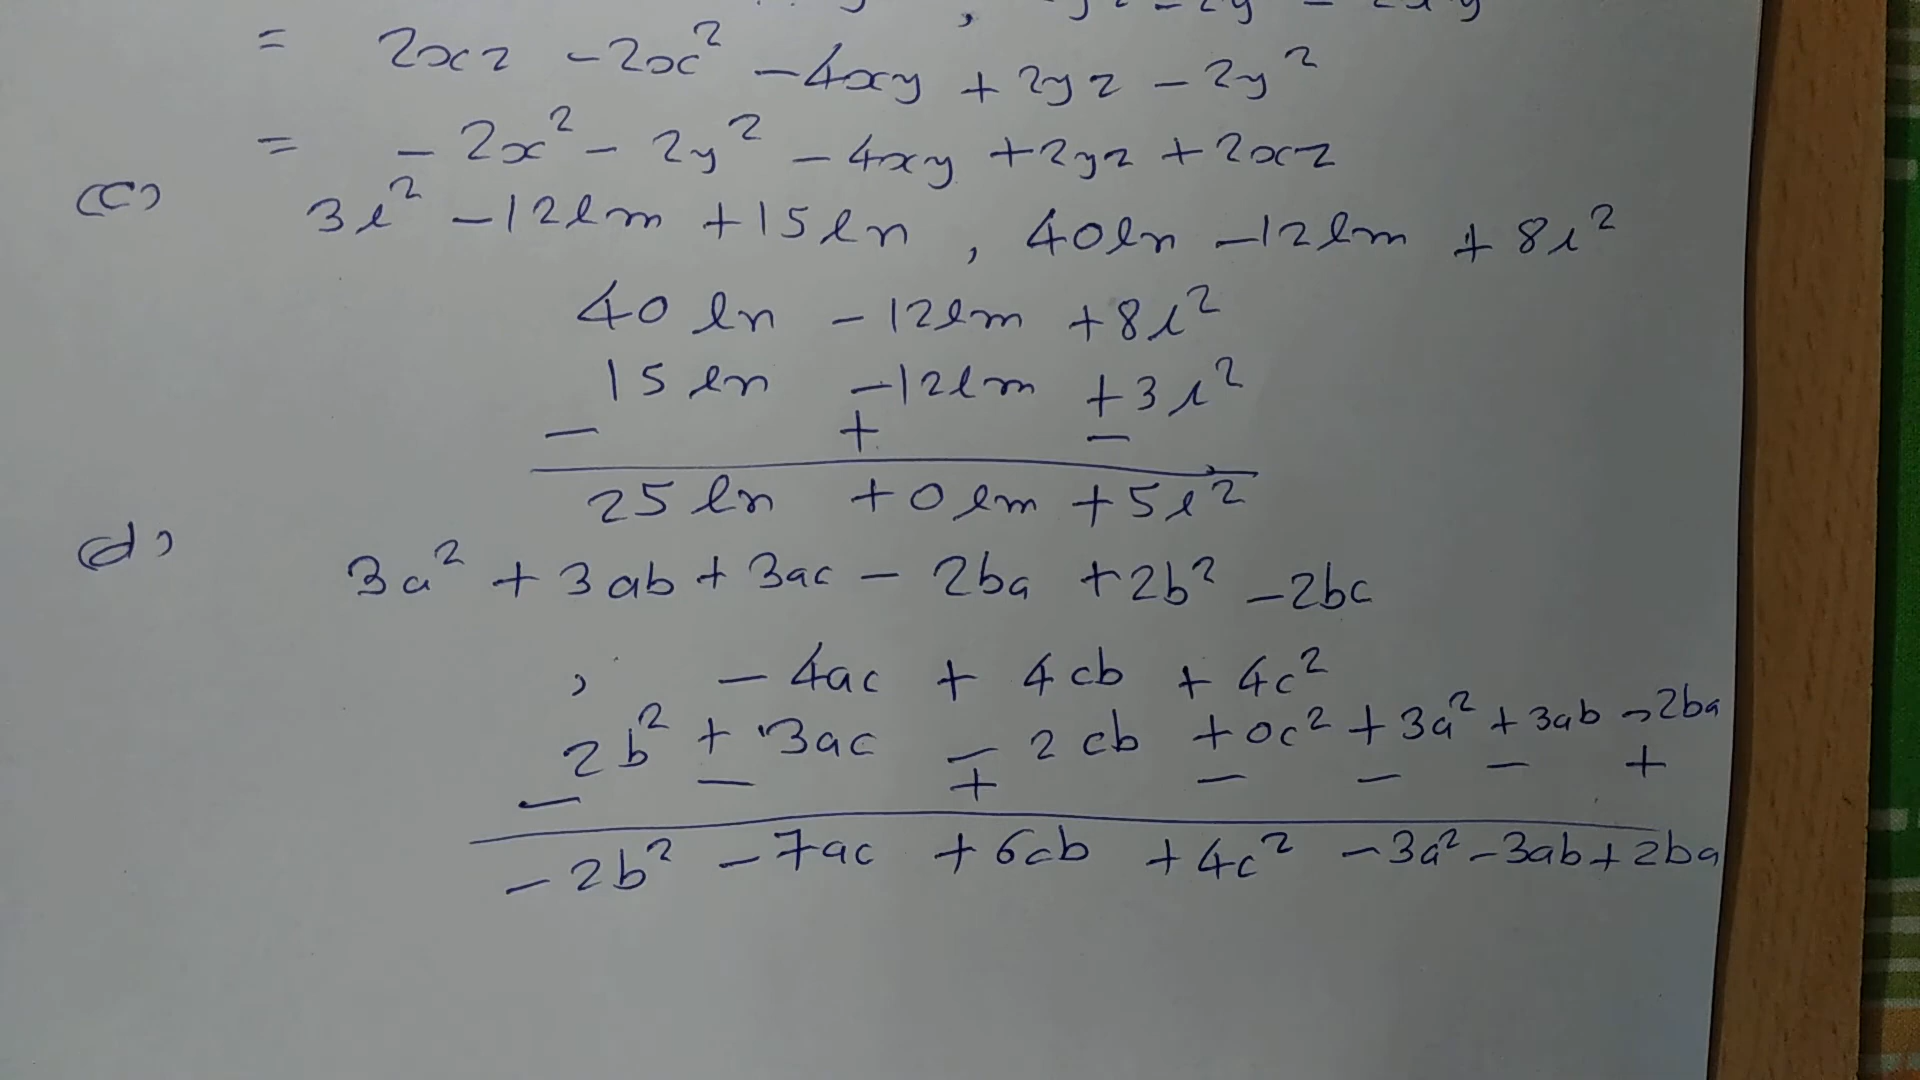 = 2xz - 2x² - 4xy + 2yz - 2y²
= - 2x² - 2y² - 4xy + 2yz + 2xz
(c) 3l² - 12lm + 15ln , 40ln - 12lm + 8l²
40 ln - 12lm + 8l²
15 ln - 12lm + 3l²
- + -
25 ln + 0 lm + 5l²
(d) 3a² + 3ab + 3ac - 2ba + 2b² - 2bc
, - 4ac + 4cb + 4c²
2b² + 3ac - 2cb + 0c² + 3a² + 3ab - 2ba
- - + - - - +
- 2b² - 7ac + 6cb + 4c² - 3a² - 3ab + 2ba